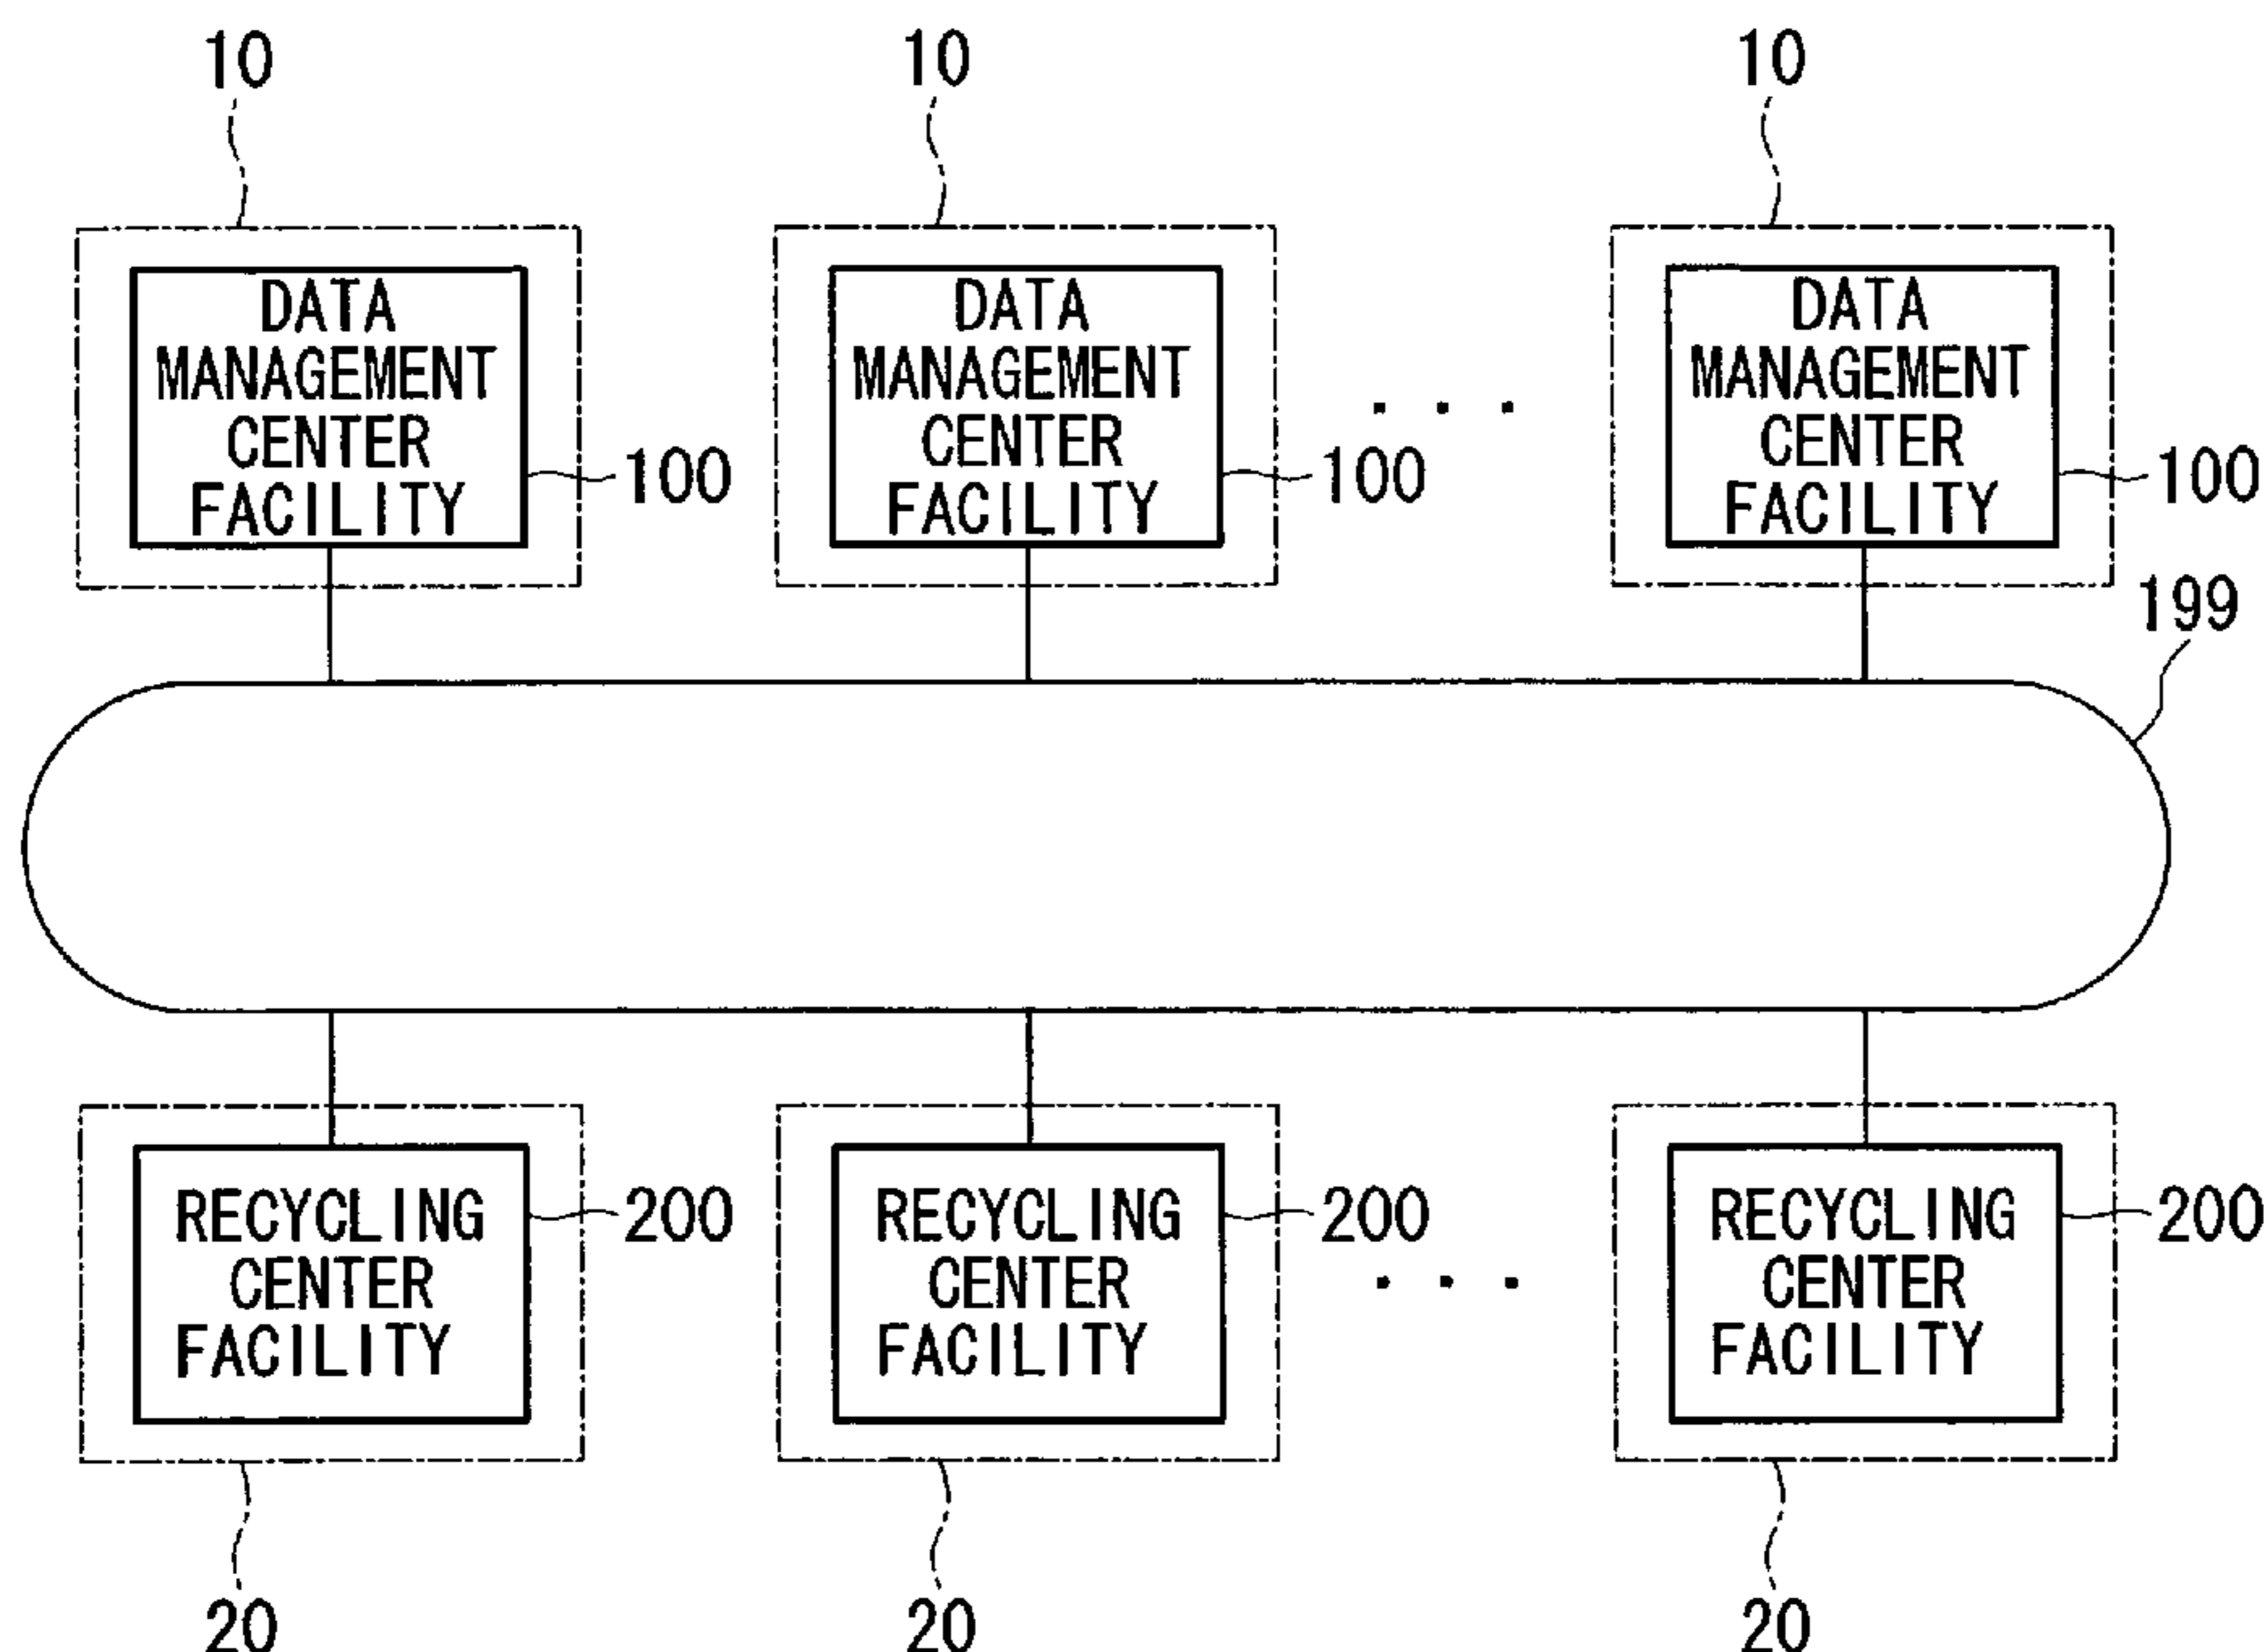 10
10
10
DATA
MANAGEMENT
CENTER
FACILITY
100
DATA
MANAGEMENT
CENTER
FACILITY
100
. . .
DATA
MANAGEMENT
CENTER
FACILITY
100
199
RECYCLING
CENTER
FACILITY
200
RECYCLING
CENTER
FACILITY
200
. . .
RECYCLING
CENTER
FACILITY
200
20
20
20